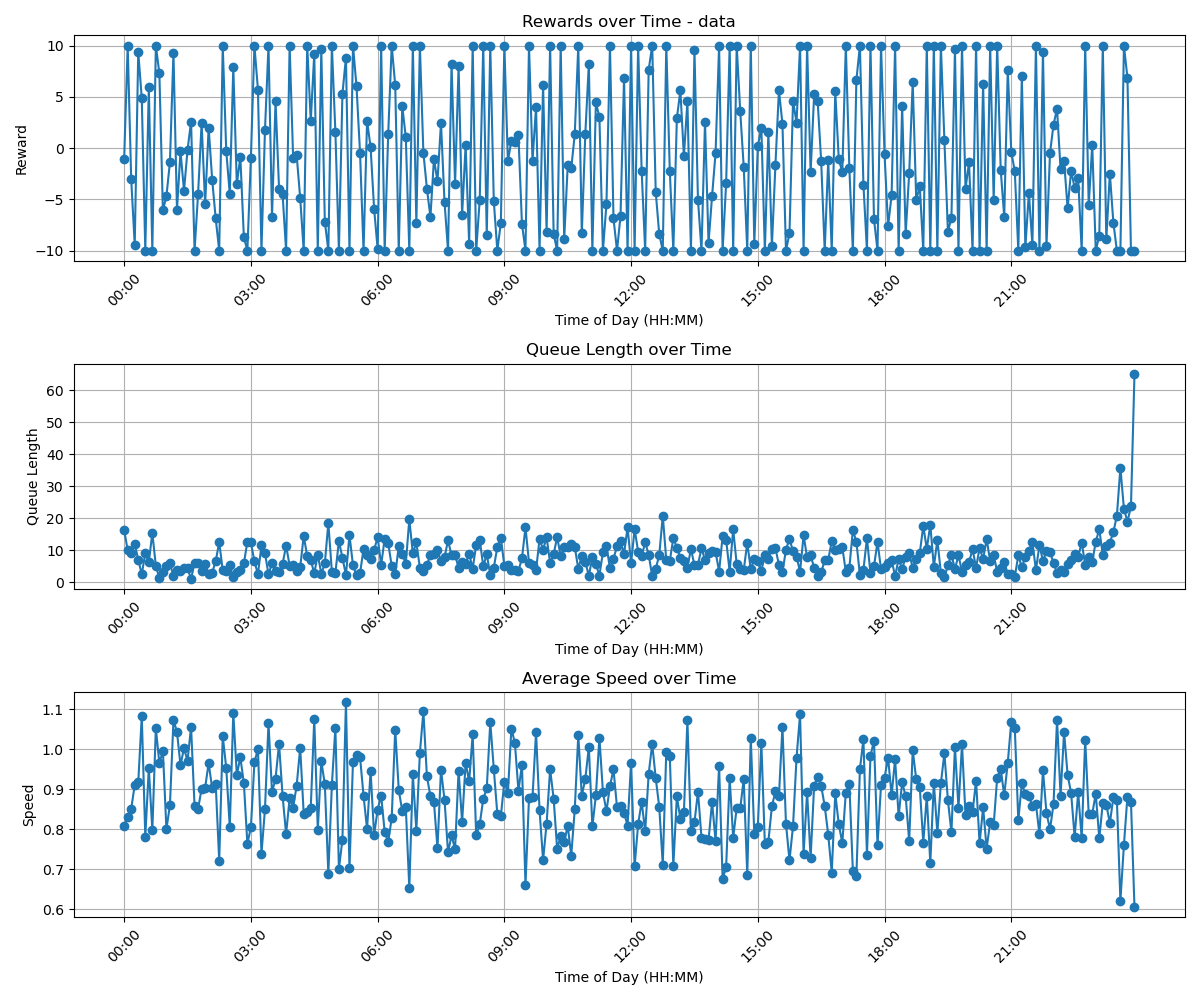 Rewards over Time - data
Reward
10
5
0
−5
−10
00:00 03:00 06:00 09:00 12:00 15:00 18:00 21:00
Time of Day (HH:MM)
Queue Length over Time
Queue Length
60
50
40
30
20
10
0
00:00 03:00 06:00 09:00 12:00 15:00 18:00 21:00
Time of Day (HH:MM)
Average Speed over Time
Speed
1.1
1.0
0.9
0.8
0.7
0.6
00:00 03:00 06:00 09:00 12:00 15:00 18:00 21:00
Time of Day (HH:MM)